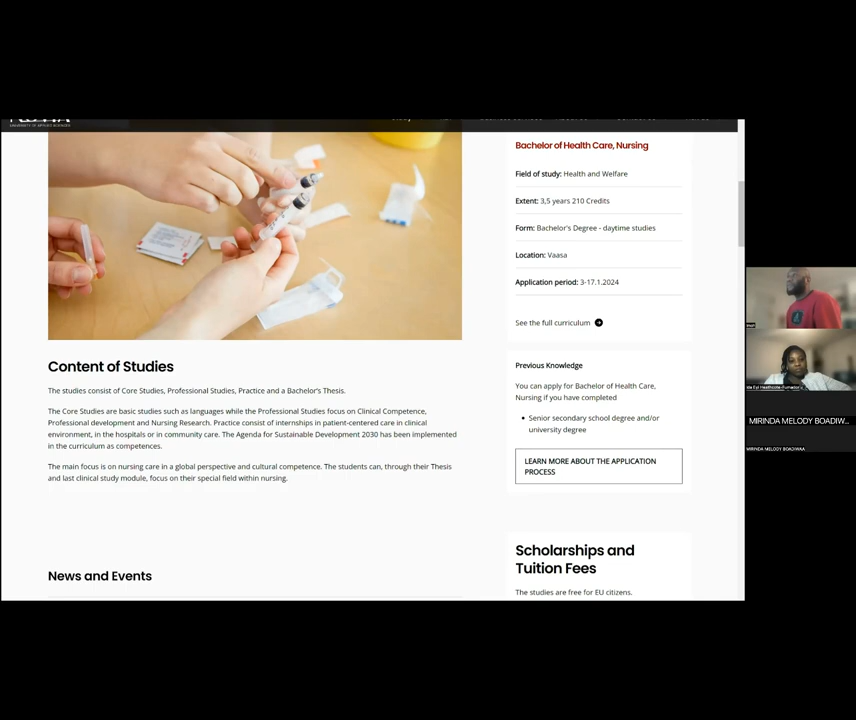 UNIVERSITY OF APPLIED SCIENCES
Bachelor of Health Care, Nursing
Field of study: Health and Welfare
Extent: 3,5 years 210 Credits
Form: Bachelor's Degree - daytime studies
Location: Vaasa
Application period: 3-17.1.2024
See the full curriculum
Content of Studies
The studies consist of Core Studies, Professional Studies, Practice and a Bachelor's Thesis.
The Core Studies are basic studies such as languages while the Professional Studies focus on Clinical Competence,
Professional development and Nursing Research. Practice consist of internships in patient-centered care in clinical
environment, in the hospitals or in community care. The Agenda for Sustainable Development 2030 has been implemented
in the curriculum as competences.
The main focus is on nursing care in a global perspective and cultural competence. The students can, through their Thesis
and last clinical study module, focus on their special field within nursing.
News and Events
Previous Knowledge
You can apply for Bachelor of Health Care,
Nursing if you have completed
Senior secondary school degree and/or
university degree
LEARN MORE ABOUT THE APPLICATION
PROCESS
Scholarships and
Tuition Fees
The studies are free for EU citizens.
MIRINDA MELODY BOADIW...
MIRINDA MELODY BOADIWAA